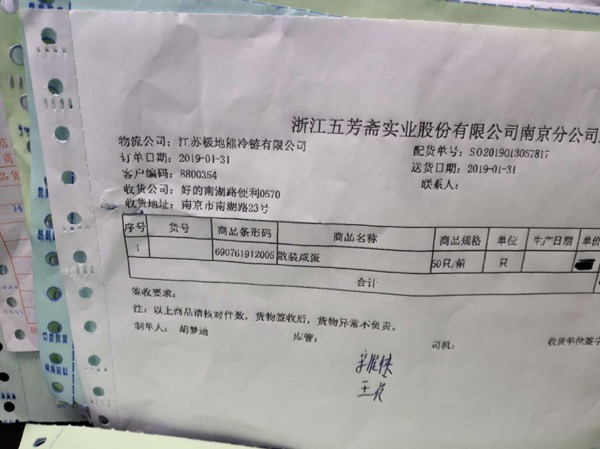 浙江五芳斋实业股份有限公司南京分公司
物流公司：江苏极地熊冷链有限公司
配货单号：SO2019013057817
订单日期：2019-01-31
送货日期：2019-01-31
客户编码：8800354
联系人：
收货公司：好的南湖路便利0570
收货地址：南京市南湖路23号
序号 货号 商品条形码 商品名称 商品规格 单位 生产日期 单价
1 690761912005 散装咸蛋 50只/箱 只
合计
签收要求：
注：以上商品请核对件数，货物签收后，货物异常不负责。
制单人：胡梦迪 库管： 司机： 收货单位签字